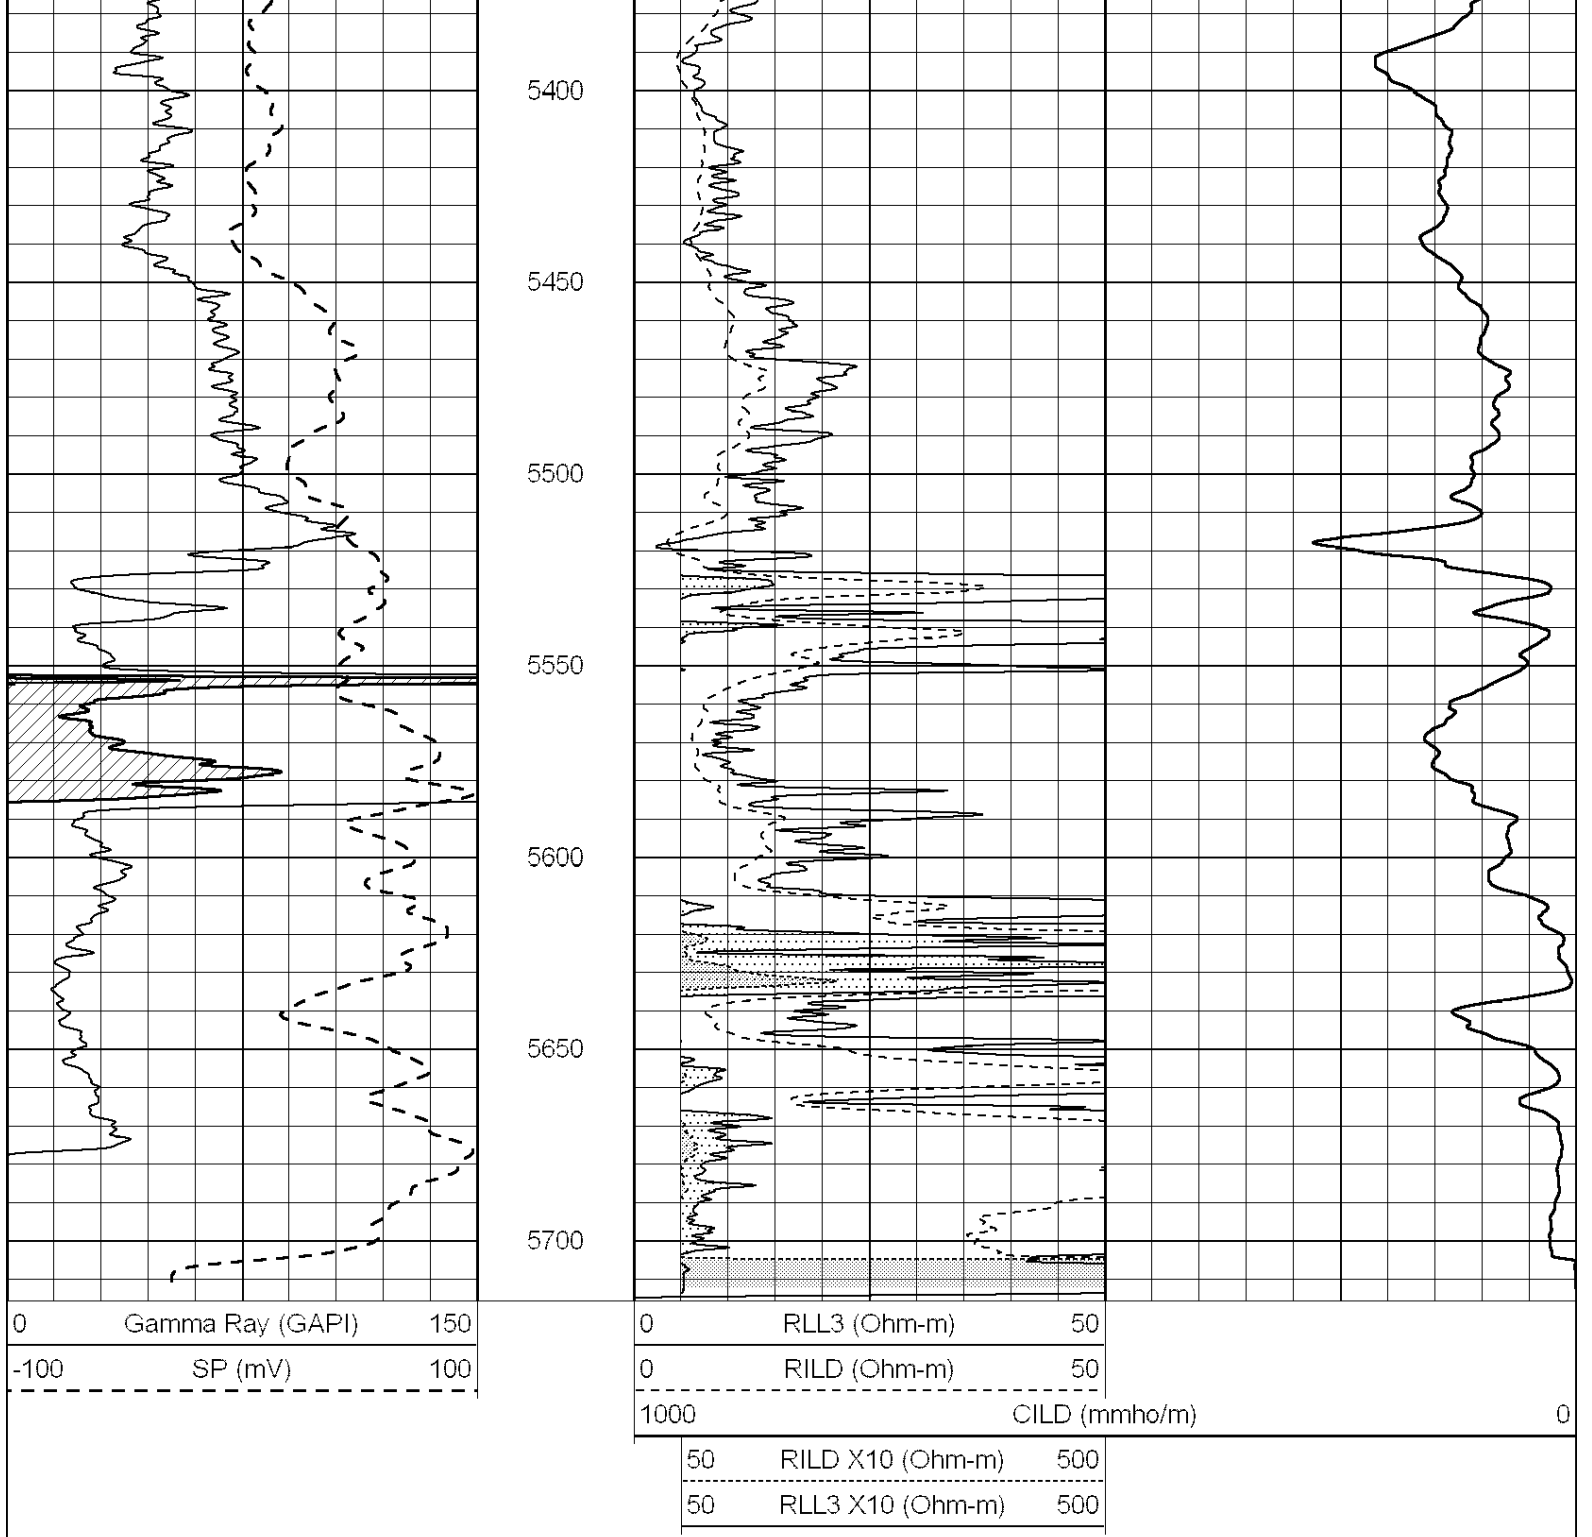 5400
5450
5500
5550
5600
5650
5700
0 Gamma Ray (GAPI) 150
-100 SP (mV) 100
0 RLL3 (Ohm-m) 50
0 RILD (Ohm-m) 50
1000 CILD (mmho/m) 0
50 RILD X10 (Ohm-m) 500
50 RLL3 X10 (Ohm-m) 500